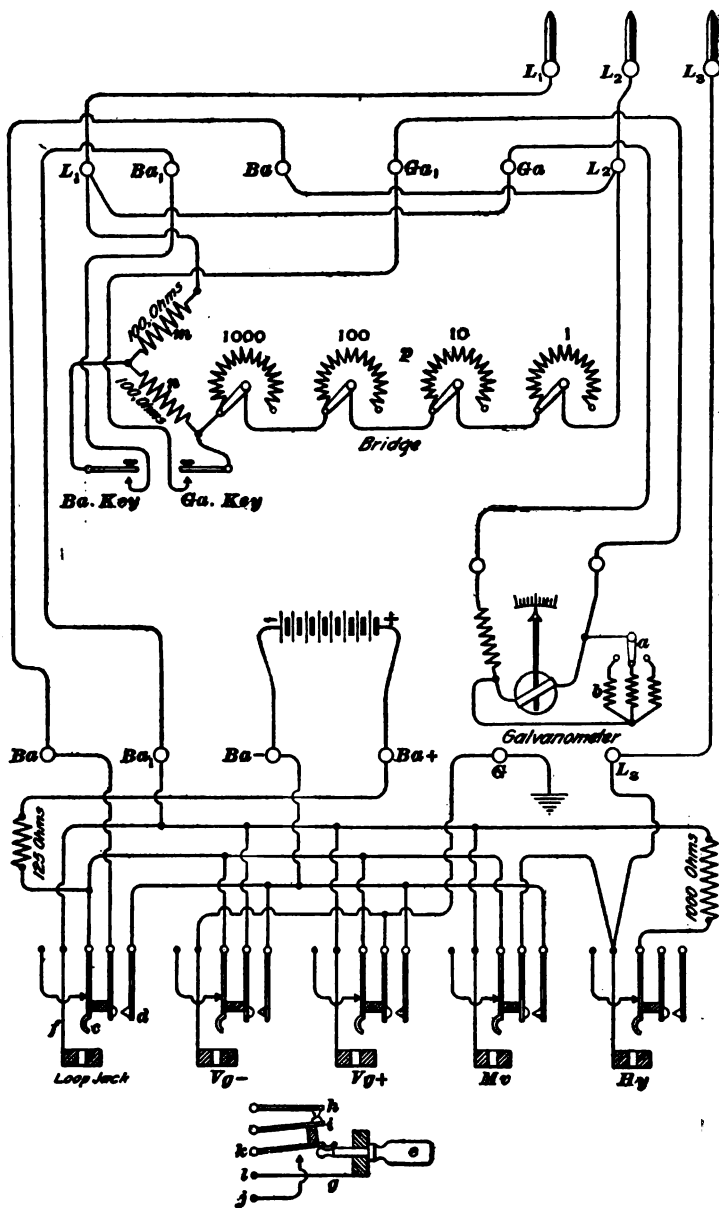 L₁ L₂ L₃
L₁ Ba₁ Ba Ga₁ Ga L₂
100. Ohms
m
100. Ohms
n
1000 100 p 10 1
Bridge
Ba. Key Ga. Key
- +
a
b
Galvanometer
Ba Ba₁ Ba- Ba+ G L₃
125 Ohms
1000 Ohms
f c d
Loop Jack Vg- Vg+ Mv Hy
h
i
k e
l g
j